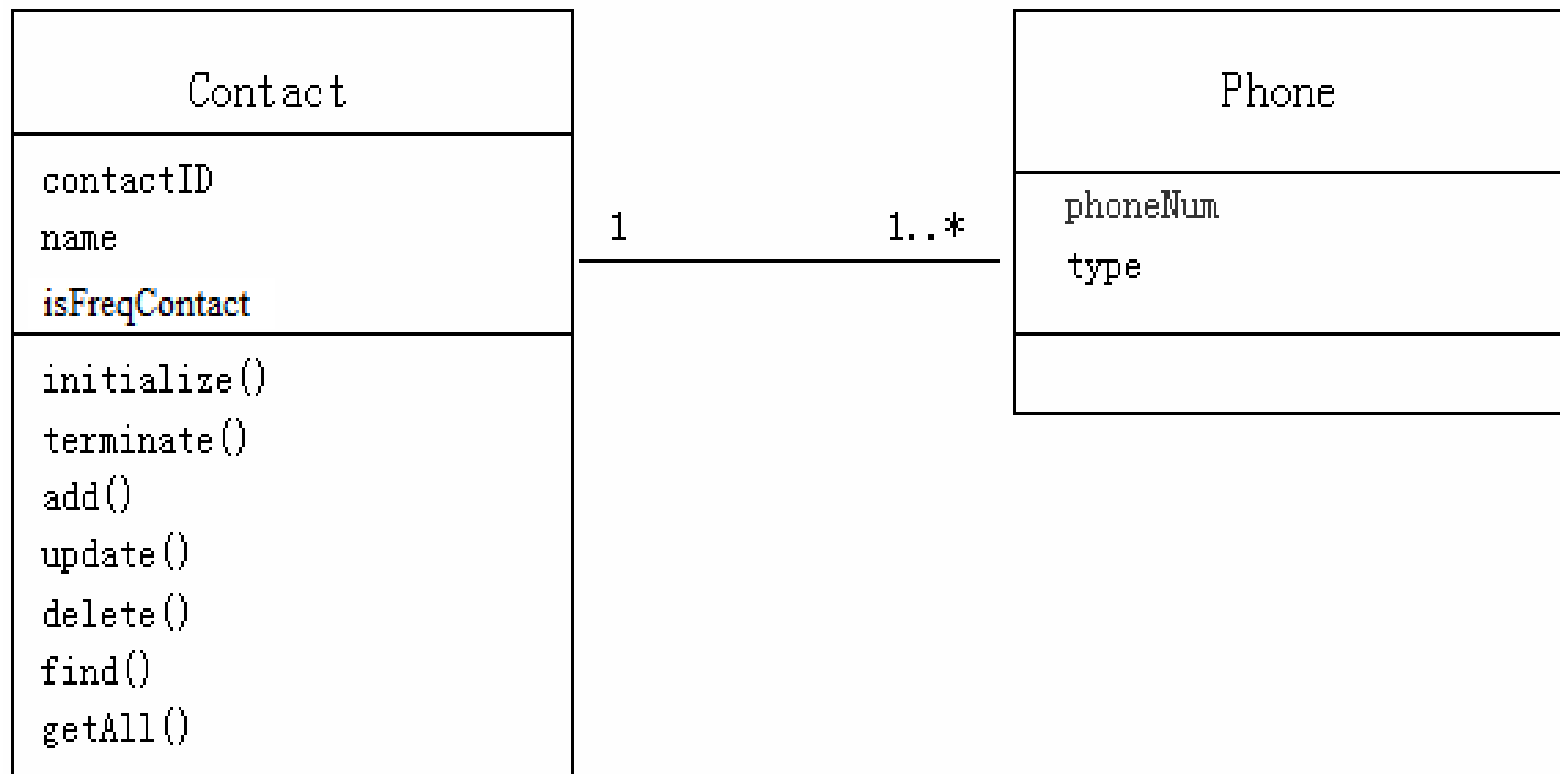 Contact
contactID
name
isFreqContact
initialize()
terminate()
add()
update()
delete()
find()
getAll()
1
1..*
Phone
phoneNum
type